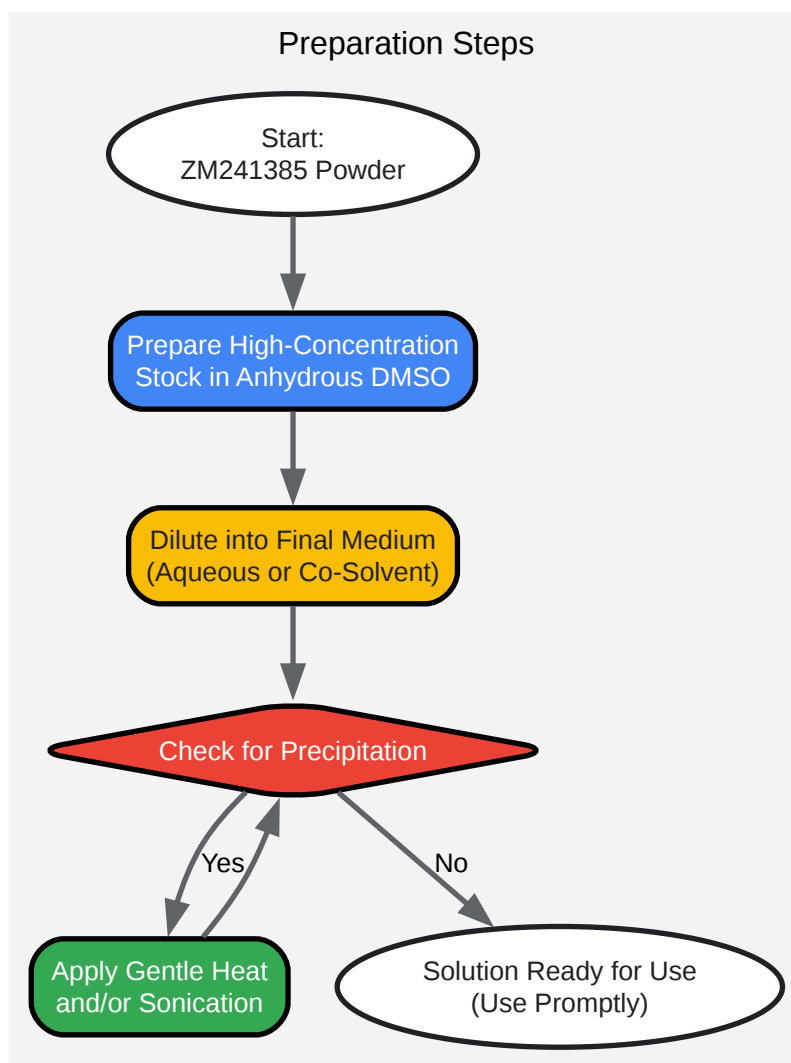 Preparation Steps
Start:
ZM241385 Powder
Prepare High-Concentration
Stock in Anhydrous DMSO
Dilute into Final Medium
(Aqueous or Co-Solvent)
Check for Precipitation
Yes
No
Apply Gentle Heat
and/or Sonication
Solution Ready for Use
(Use Promptly)